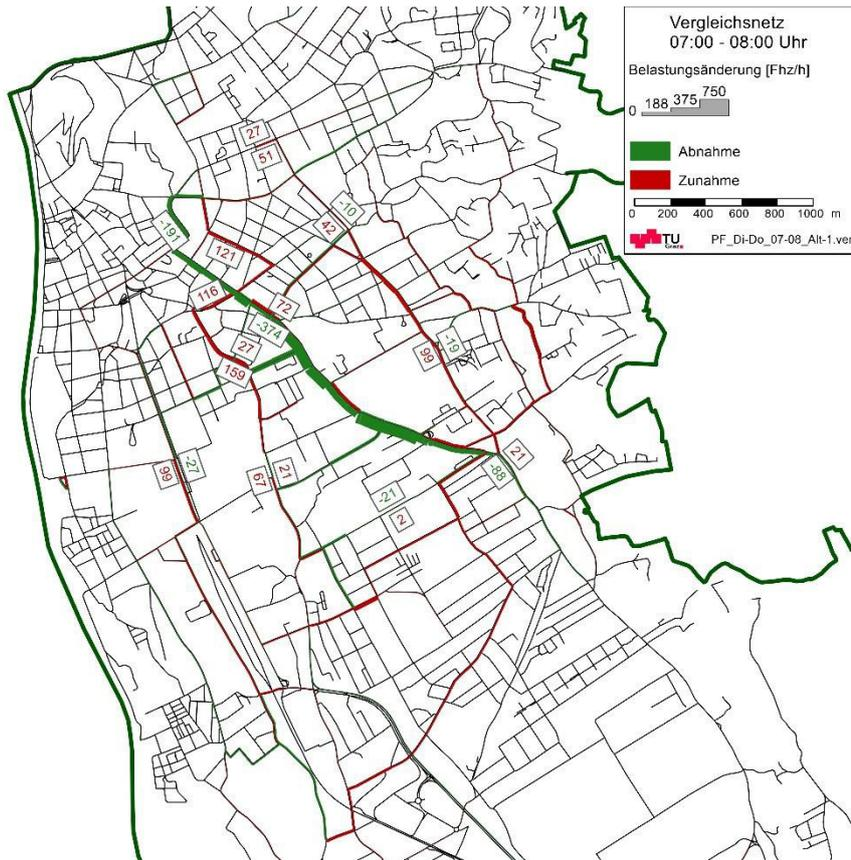 Vergleichsnetz
07:00 - 08:00 Uhr
Belastungsänderung [Fhz/h]
0 188 375 750
Abnahme
Zunahme
0 200 400 600 800 1000 m
TU
PF_Di-Do_07-08_Alt-1.ver
27
51
-10
42
-191
121
116
72
-374
27
159
99
-19
-27
99
67
21
21
-88
-21
2